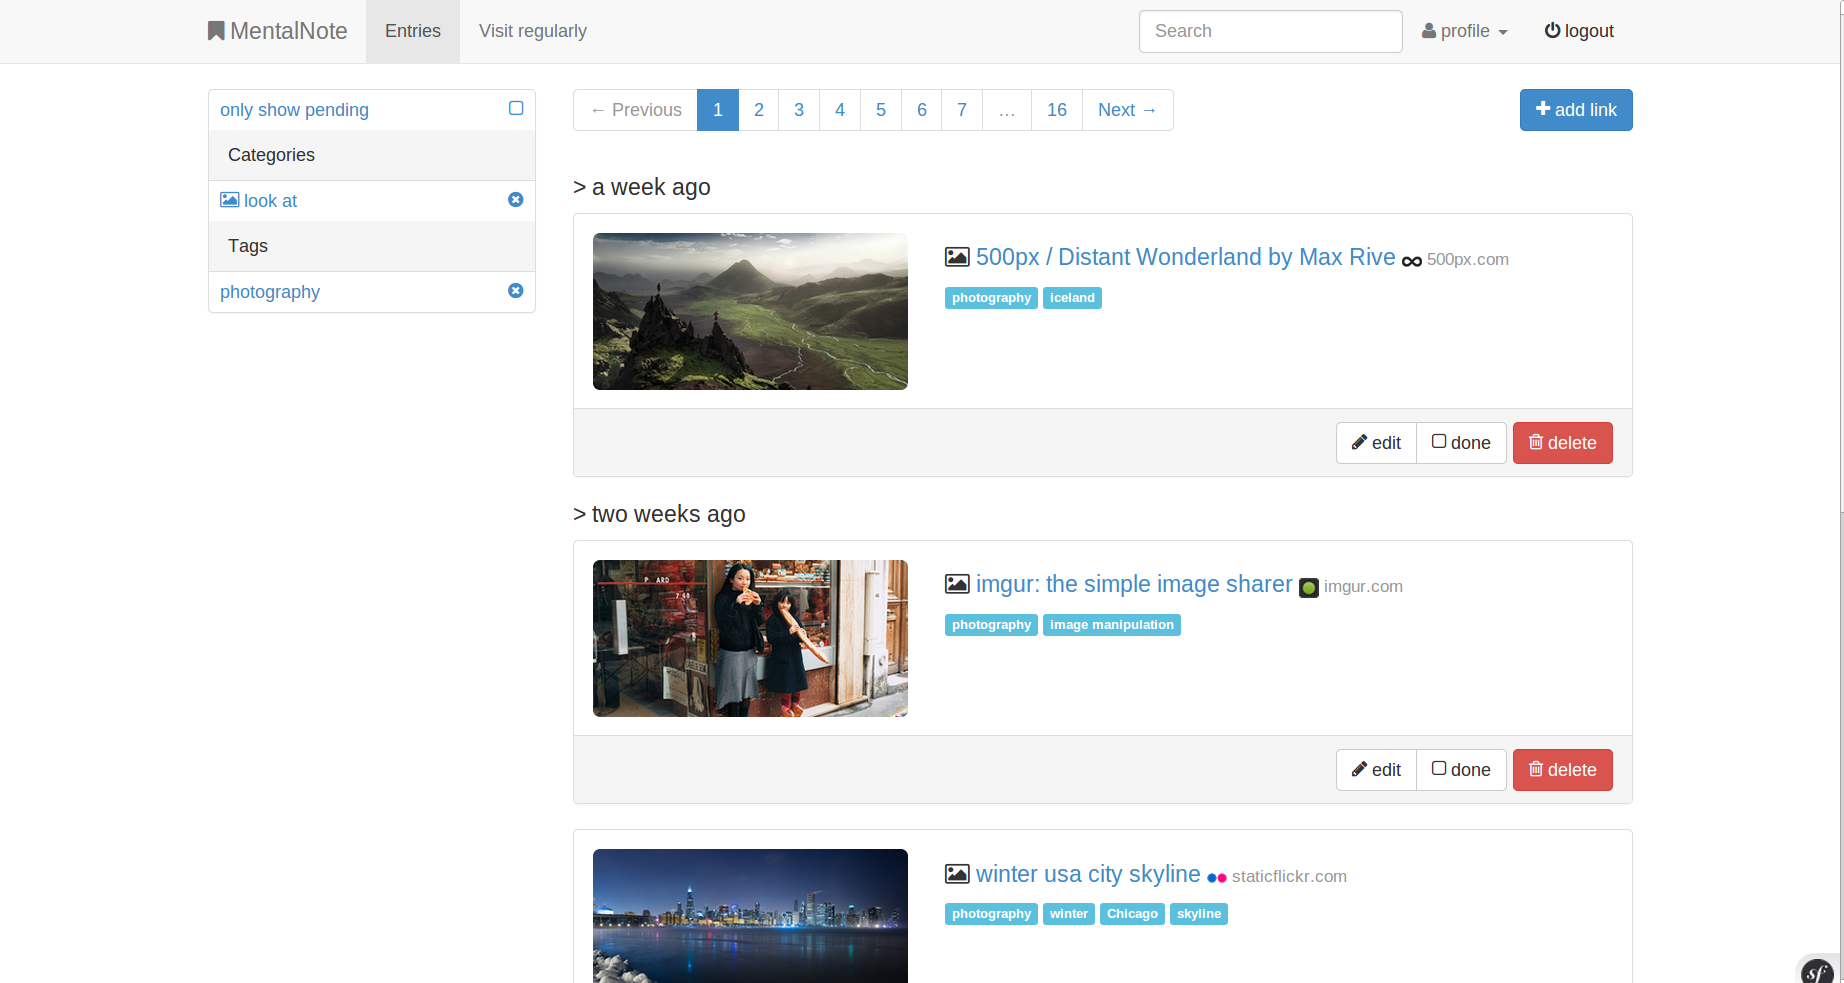 MentalNote Entries Visit regularly Search profile logout
only show pending
Categories
look at
Tags
photography
← Previous 1 2 3 4 5 6 7 … 16 Next → add link
> a week ago
500px / Distant Wonderland by Max Rive 500px.com
photography iceland
edit done delete
> two weeks ago
imgur: the simple image sharer imgur.com
photography image manipulation
edit done delete
winter usa city skyline staticflickr.com
photography winter Chicago skyline
sf